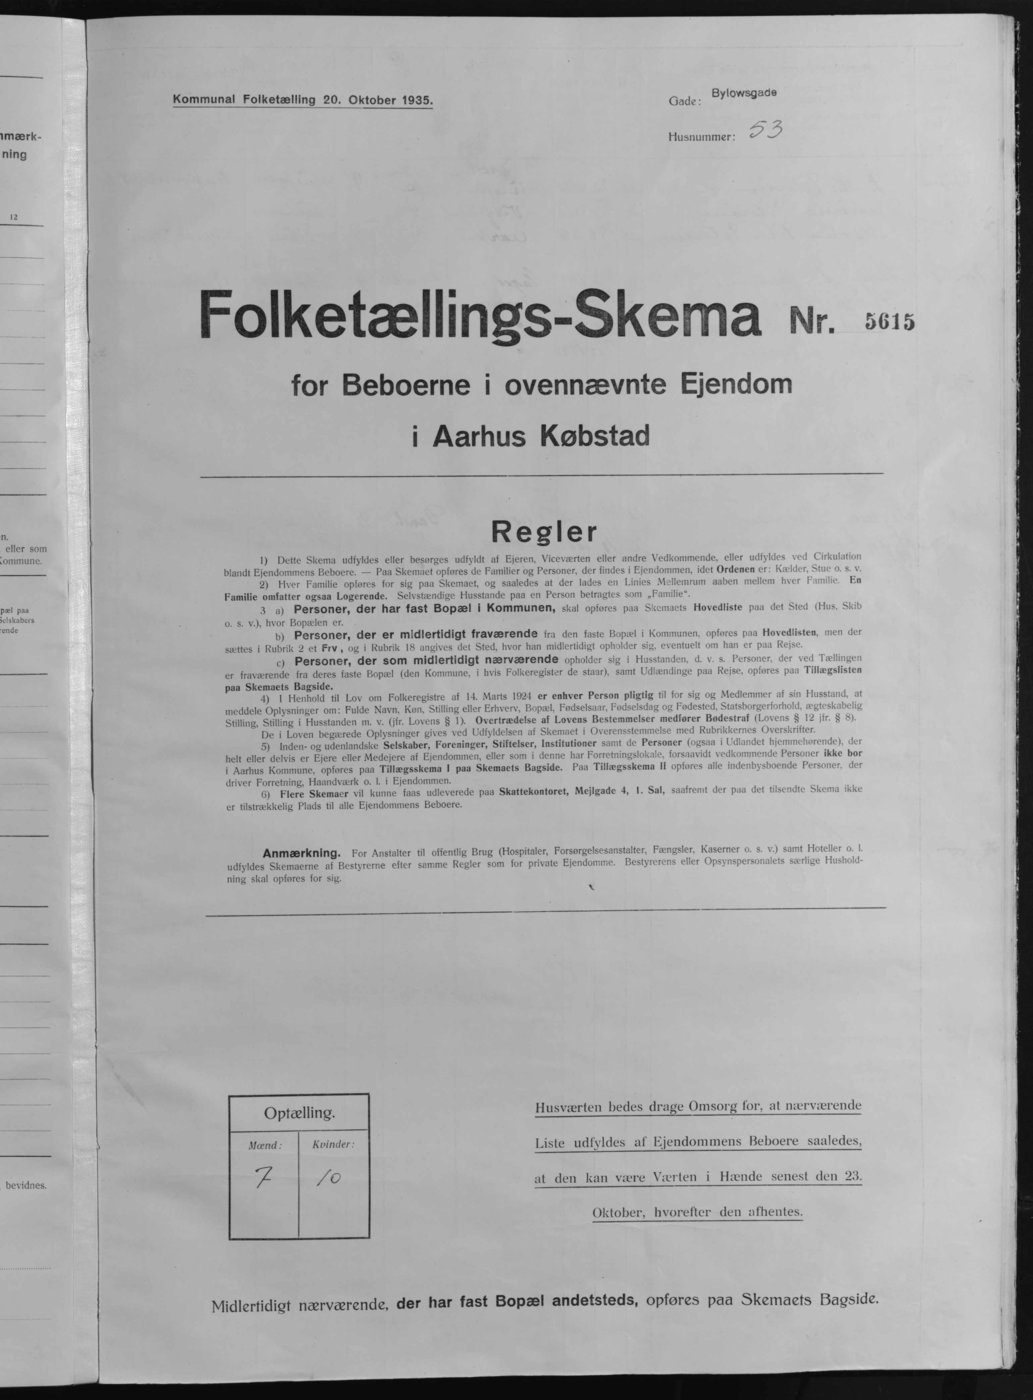 nmærk-
ning
12
n.
eller som
Kommune.
pæl paa
Selskabers
rende
bevidnes.
Kommunal Folketælling 20. Oktober 1935.
Gade: Bylowsgade
Husnummer: 53
Folketællings-Skema Nr. 5615
for Beboerne i ovennævnte Ejendom
i Aarhus Købstad
Regler
1) Dette Skema udfyldes eller besørges udfyldt af Ejeren, Viceværten eller andre Vedkommende, eller udfyldes ved Cirkulation
blandt Ejendommens Beboere. — Paa Skemaet opføres de Familier og Personer, der findes i Ejendommen, idet Ordenen er: Kælder, Stue o. s. v.
2) Hver Familie opføres for sig paa Skemaet, og saaledes at der lades en Linies Mellemrum aaben mellem hver Familie. En
Familie omfatter ogsaa Logerende. Selvstændige Husstande paa en Person betragtes som „Familie“.
3 a) Personer, der har fast Bopæl i Kommunen, skal opføres paa Skemaets Hovedliste paa det Sted (Hus, Skib
o. s. v.), hvor Bopælen er.
b) Personer, der er midlertidigt fraværende fra den faste Bopæl i Kommunen, opføres paa Hovedlisten, men der
sættes i Rubrik 2 et Frv., og i Rubrik 18 angives det Sted, hvor han midlertidigt opholder sig, eventuelt om han er paa Rejse.
c) Personer, der som midlertidigt nærværende opholder sig i Husstanden, d. v. s. Personer, der ved Tællingen
er fraværende fra deres faste Bopæl (den Kommune, i hvis Folkeregister de staar), samt Udlændinge paa Rejse, opføres paa Tillægslisten
paa Skemaets Bagside.
4) I Henhold til Lov om Folkeregistre af 14. Marts 1924 er enhver Person pligtig til for sig og Medlemmer af sin Husstand, at
meddele Oplysninger om: Fulde Navn, Køn, Stilling eller Erhverv, Bopæl, Fødselsaar, Fødselsdag og Fødested, Statsborgerforhold, ægteskabelig
Stilling, Stilling i Husstanden m. v. (jfr. Lovens § 1). Overtrædelse af Lovens Bestemmelser medfører Bødestraf (Lovens § 12 jfr. § 8).
De i Loven begærede Oplysninger gives ved Udfyldelsen af Skemaet i Overensstemmelse med Rubrikkernes Overskrifter.
5) Inden- og udenlandske Selskaber, Foreninger, Stiftelser, Institutioner samt de Personer (ogsaa i Udlandet hjemmehørende), der
helt eller delvis er Ejere eller Medejere af Ejendommen, eller som i denne har Forretningslokale, forsaavidt vedkommende Personer ikke bor
i Aarhus Kommune, opføres paa Tillægsskema I paa Skemaets Bagside. Paa Tillægsskema II opføres alle indenbysboende Personer, der
driver Forretning, Haandværk o. l. i Ejendommen.
6) Flere Skemaer vil kunne faas udleverede paa Skattekontoret, Mejlgade 4, 1. Sal, saafremt der paa det tilsendte Skema ikke
er tilstrækkelig Plads til alle Ejendommens Beboere.
Anmærkning. For Anstalter til offentlig Brug (Hospitaler, Forsørgelsesanstalter, Fængsler, Kaserner o. s. v.) samt Hoteller o. l.
udfyldes Skemaerne af Bestyrerne efter samme Regler som for private Ejendomme. Bestyrerens eller Opsynspersonalets særlige Hushold-
ning skal opføres for sig.
Optælling.
Mænd: Kvinder:
7 10
Husværten bedes drage Omsorg for, at nærværende
Liste udfyldes af Ejendommens Beboere saaledes,
at den kan være Værten i Hænde senest den 23.
Oktober, hvorefter den afhentes.
Midlertidigt nærværende, der har fast Bopæl andetsteds, opføres paa Skemaets Bagside.